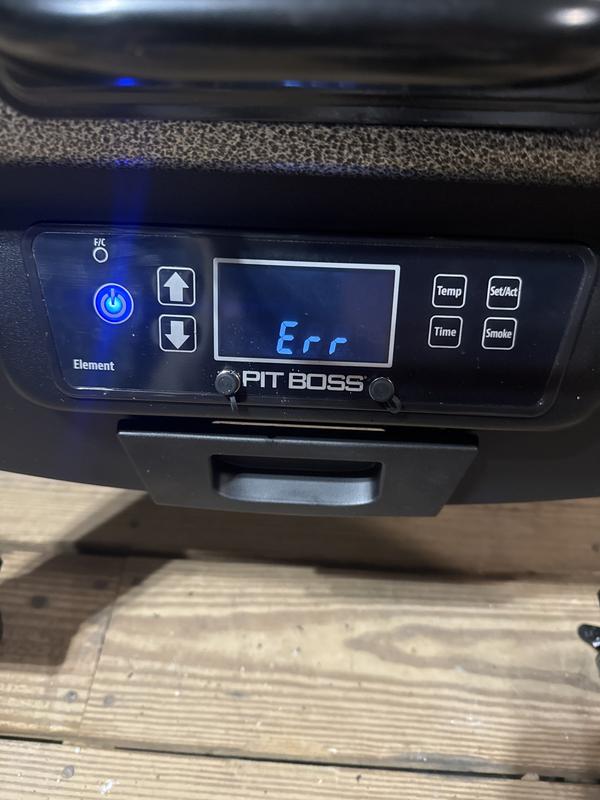 F/C
Temp
Set/Act
Err
Time
Smoke
Element
PIT BOSS